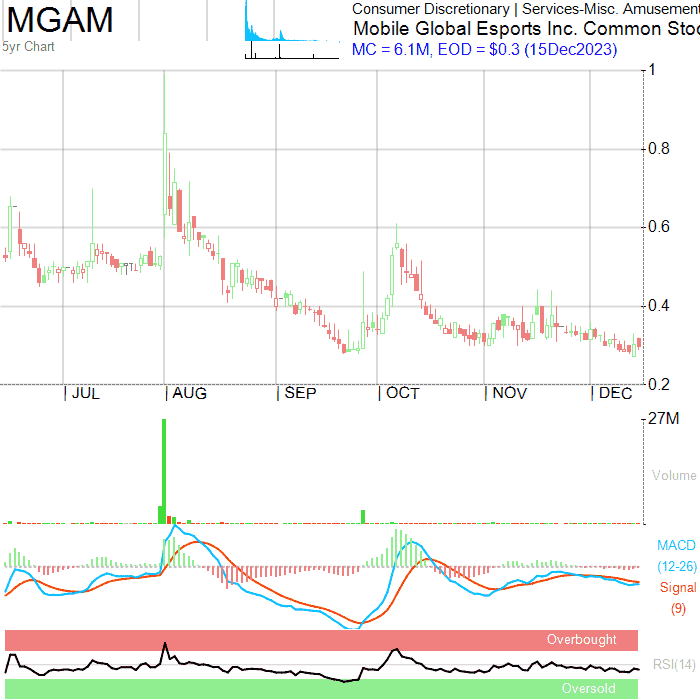 MGAM
5yr Chart
Consumer Discretionary | Services-Misc. Amusement
Mobile Global Esports Inc. Common Stoc
MC = 6.1M, EOD = $0.3 (15Dec2023)
1
0.8
0.6
0.4
0.2
JUL
AUG
SEP
OCT
NOV
DEC
27M
Volume
MACD
(12-26)
Signal
(9)
Overbought
RSI(14)
Oversold